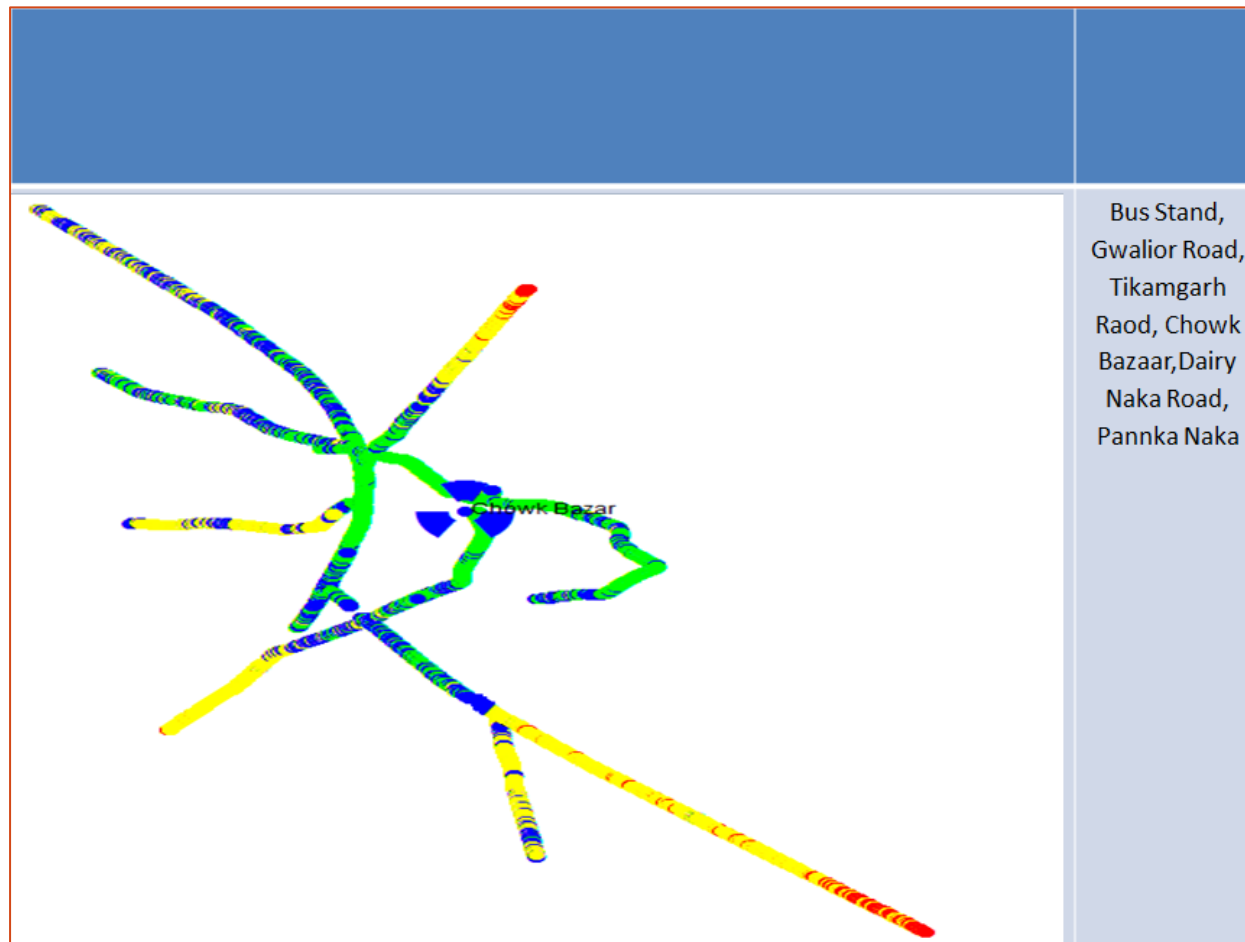 Chowk Bazar
Bus Stand,
Gwalior Road,
Tikamgarh
Raod, Chowk
Bazaar,Dairy
Naka Road,
Pannka Naka